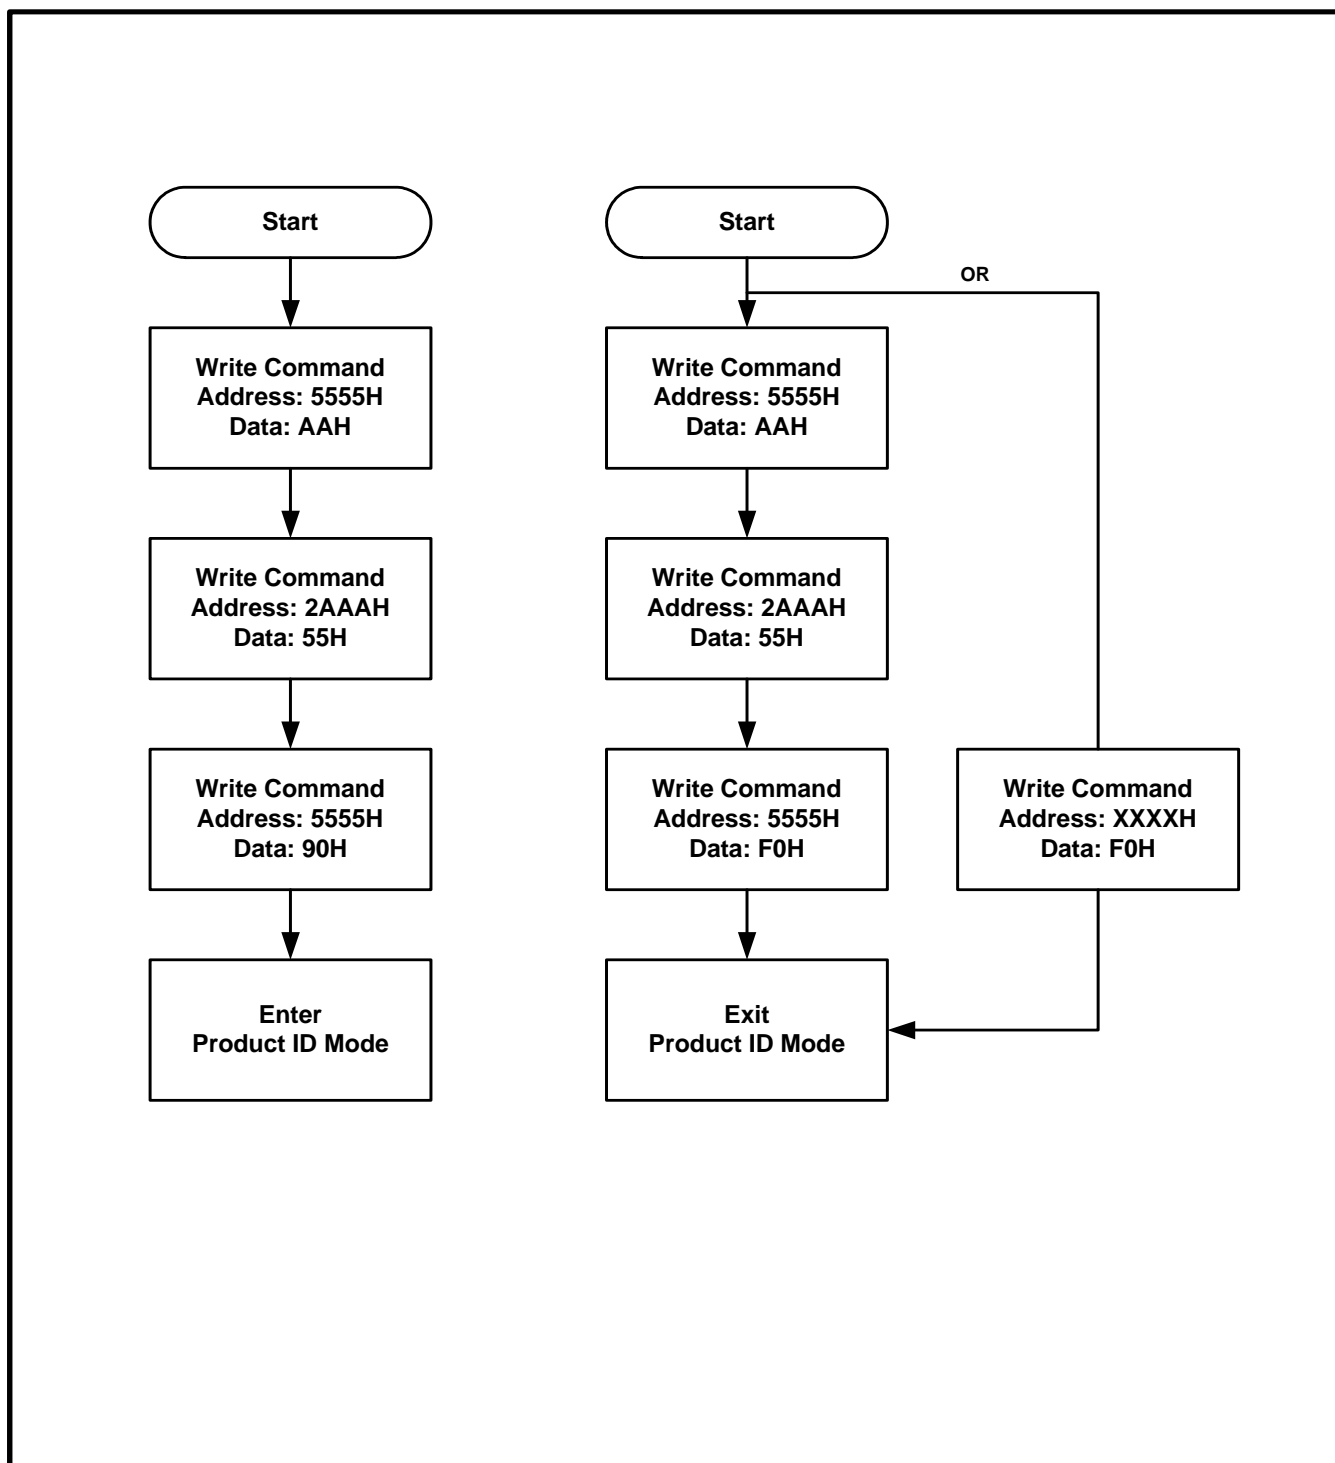 Start
Write Command
Address: 5555H
Data: AAH
Write Command
Address: 2AAAH
Data: 55H
Write Command
Address: 5555H
Data: 90H
Enter
Product ID Mode
Start
OR
Write Command
Address: 5555H
Data: AAH
Write Command
Address: 2AAAH
Data: 55H
Write Command
Address: 5555H
Data: F0H
Write Command
Address: XXXXH
Data: F0H
Exit
Product ID Mode